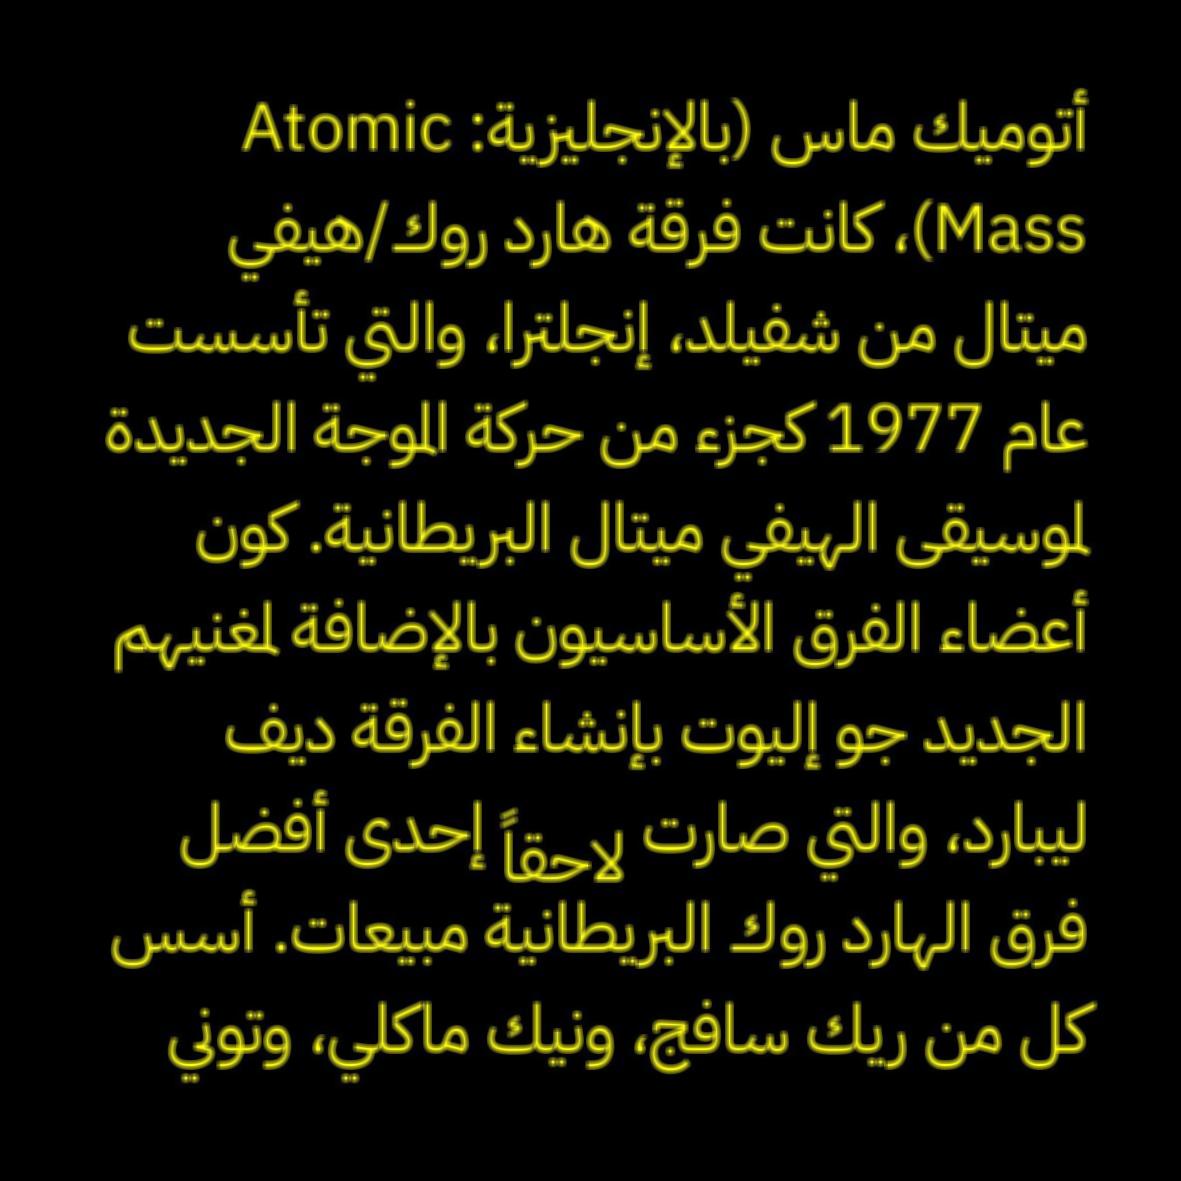 أتوميك ماس (بالإنجليزية: Atomic
Mass)، كانت فرقة هارد روك/هيفي
ميتال من شفيلد، إنجلترا، والتي تأسست
عام 1977 كجزء من حركة الموجة الجديدة
لموسيقى الهيفي ميتال البريطانية. كون
أعضاء الفرق الأساسيون بالإضافة لمغنيهم
الجديد جو إليوت بإنشاء الفرقة ديف
ليبارد، والتي صارت لاحقاً إحدى أفضل
فرق الهارد روك البريطانية مبيعات. أسس
كل من ريك سافج، ونيك ماكلي، وتوني